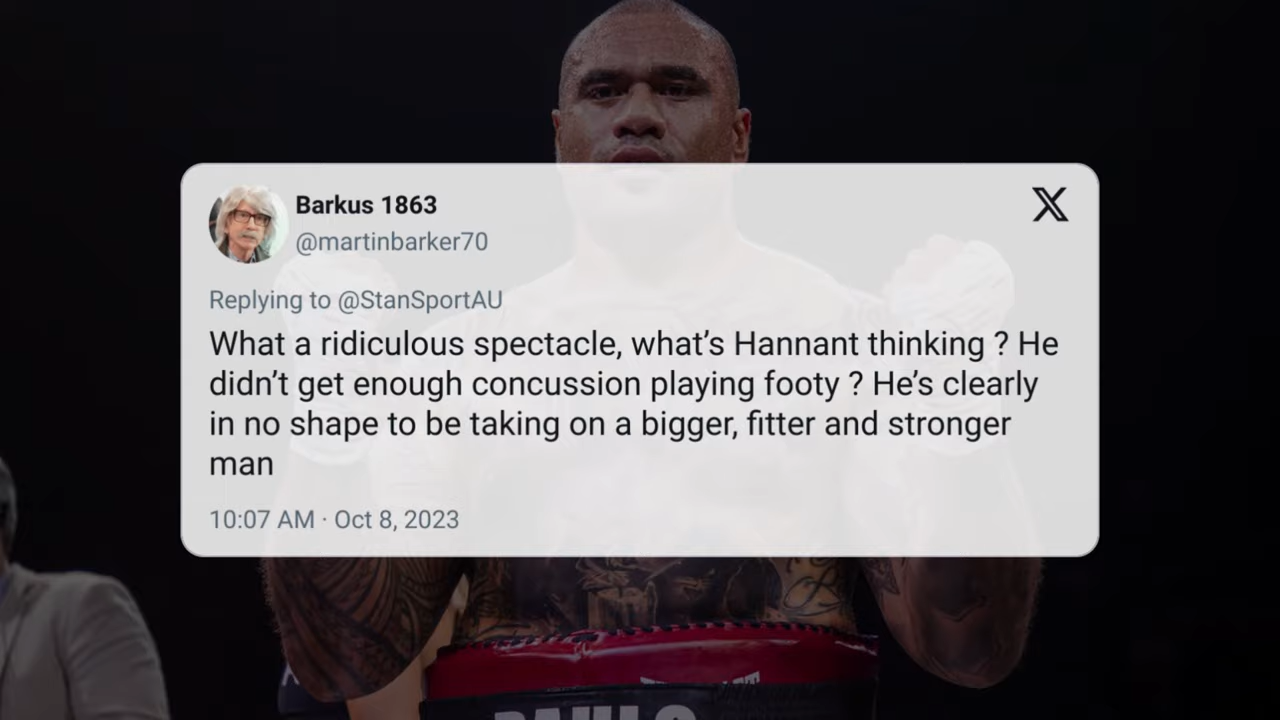 Barkus 1863
@martinbarker70
Replying to @StanSportAU
What a ridiculous spectacle, what’s Hannant thinking ? He
didn’t get enough concussion playing footy ? He’s clearly
in no shape to be taking on a bigger, fitter and stronger
man
10:07 AM · Oct 8, 2023